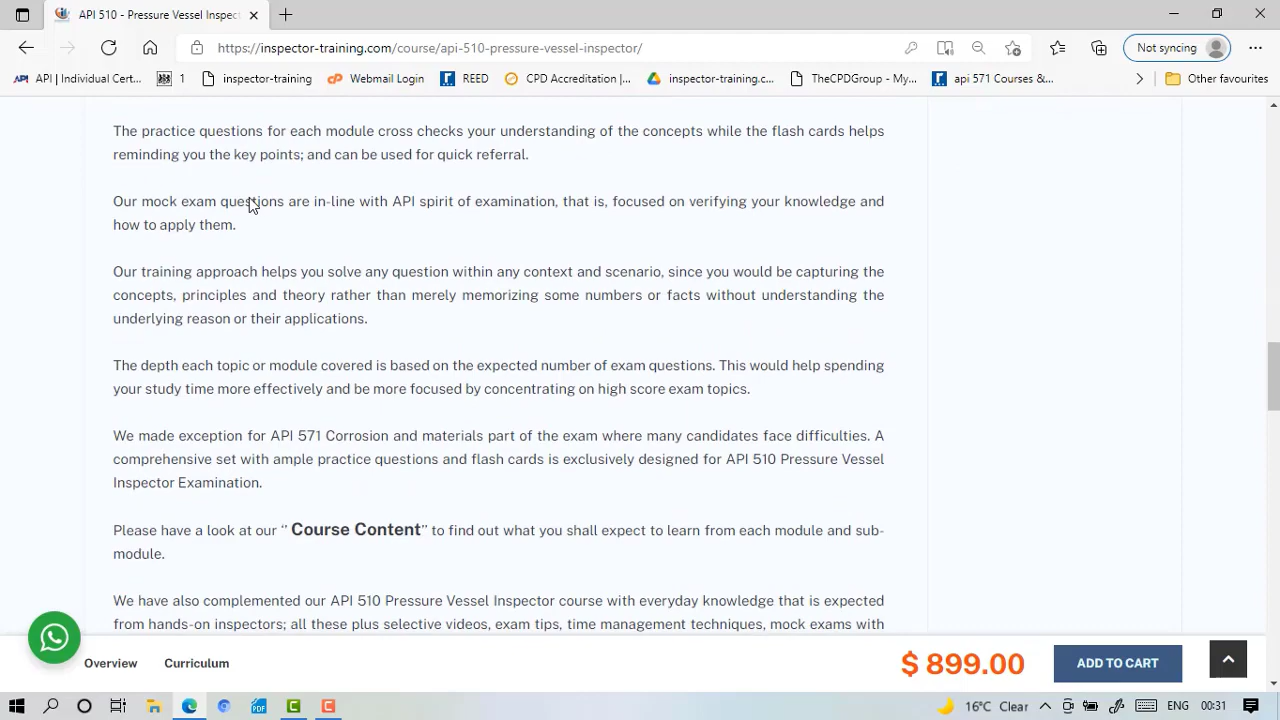 API 510 - Pressure Vessel Inspect
https://inspector-training.com/course/api-510-pressure-vessel-inspector/
Not syncing
API | Individual Cert...
1
inspector-training
Webmail Login
REED
CPD Accreditation |...
inspector-training.c...
TheCPDGroup - My...
api 571 Courses &...
Other favourites
The practice questions for each module cross checks your understanding of the concepts while the flash cards helps
reminding you the key points; and can be used for quick referral.
Our mock exam questions are in-line with API spirit of examination, that is, focused on verifying your knowledge and
how to apply them.
Our training approach helps you solve any question within any context and scenario, since you would be capturing the
concepts, principles and theory rather than merely memorizing some numbers or facts without understanding the
underlying reason or their applications.
The depth each topic or module covered is based on the expected number of exam questions. This would help spending
your study time more effectively and be more focused by concentrating on high score exam topics.
We made exception for API 571 Corrosion and materials part of the exam where many candidates face difficulties. A
comprehensive set with ample practice questions and flash cards is exclusively designed for API 510 Pressure Vessel
Inspector Examination.
Please have a look at our “ Course Content” to find out what you shall expect to learn from each module and sub-
module.
We have also complemented our API 510 Pressure Vessel Inspector course with everyday knowledge that is expected
from hands-on inspectors; all these plus selective videos, exam tips, time management techniques, mock exams with
Overview
Curriculum
$ 899.00
ADD TO CART
16°C Clear
ENG
00:31